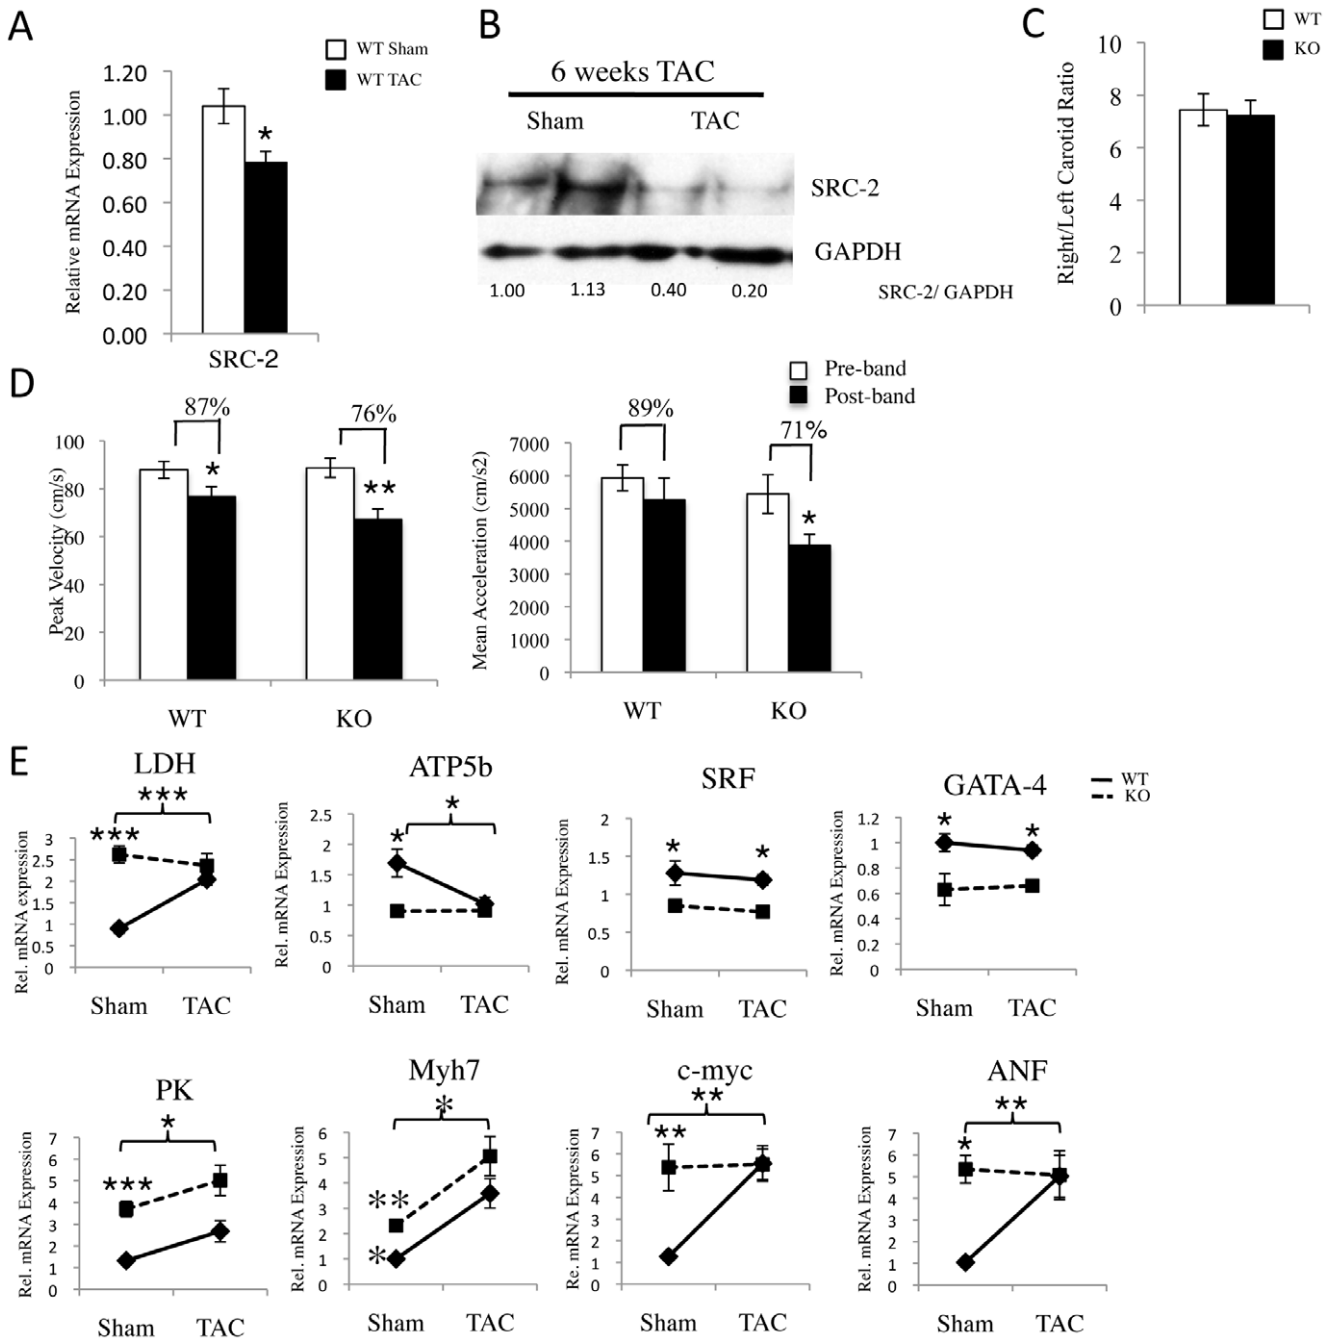 A
WT Sham
WT TAC
Relative mRNA Expression
1.20
1.00
0.80
0.60
0.40
0.20
0.00
*
SRC-2
B
6 weeks TAC
Sham TAC
SRC-2
GAPDH
1.00 1.13 0.40 0.20 SRC-2/ GAPDH
C
WT
KO
Right/Left Carotid Ratio
10
8
6
4
2
0
D
Pre-band
Post-band
Peak Velocity (cm/s)
100
80
60
40
20
0
87%
*
76%
**
WT KO
Mean Acceleration (cm/s2)
7000
6000
5000
4000
3000
2000
1000
0
89%
71%
*
WT KO
E
WT
KO
LDH
***
***
Rel. mRNA expression
3
2.5
2
1.5
1
0.5
0
Sham TAC
ATP5b
*
*
Rel. mRNA Expression
2.5
2
1.5
1
0.5
0
Sham TAC
SRF
* *
Rel. mRNA Expression
2
1.5
1
0.5
0
Sham TAC
GATA-4
* *
Rel. mRNA Expression
1.2
1
0.8
0.6
0.4
0.2
0
Sham TAC
PK
*
***
Rel. mRNA Expression
7
6
5
4
3
2
1
0
Sham TAC
Myh7
*
**
*
Rel. mRNA Expression
6
5
4
3
2
1
0
Sham TAC
c-myc
**
**
Re. mRNA Expression
7
6
5
4
3
2
1
0
Sham TAC
ANF
**
*
Rel. mRNA Expression
7
6
5
4
3
2
1
0
Sham TAC